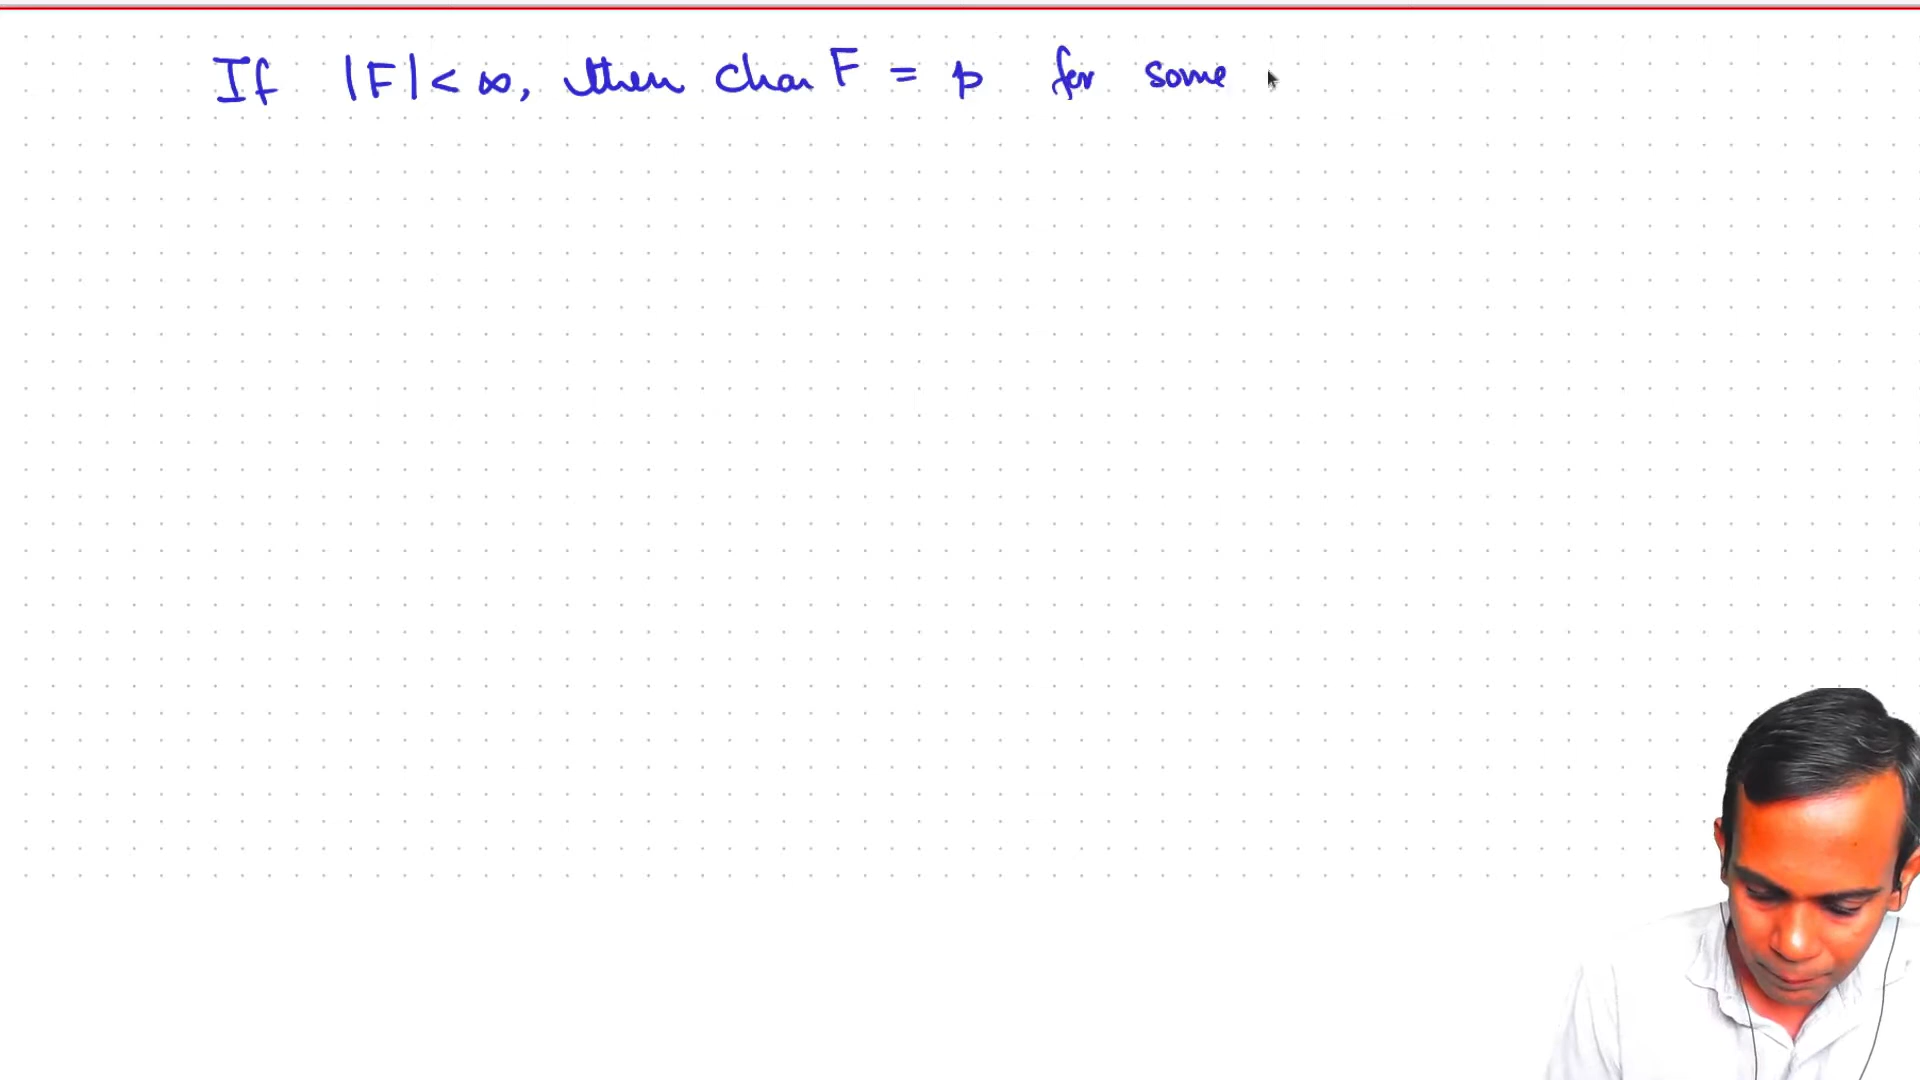 If |F| < ∞, then char F = p for some